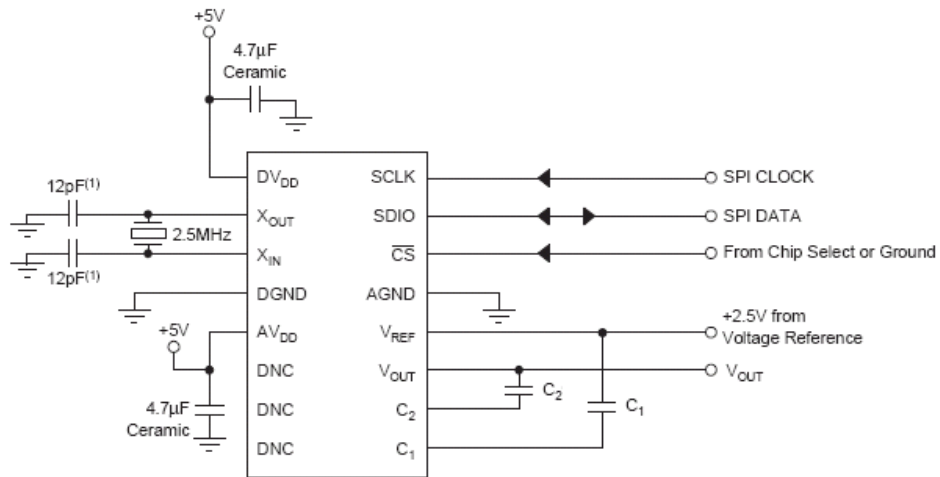 +5V
4.7µF
Ceramic
DVDD
SCLK
SPI CLOCK
12pF(1)
XOUT
SDIO
SPI DATA
2.5MHz
XIN
CS
From Chip Select or Ground
12pF(1)
DGND
AGND
+5V
AVDD
VREF
+2.5V from
Voltage Reference
DNC
VOUT
VOUT
C2
4.7µF
Ceramic
DNC
C2
C1
DNC
C1